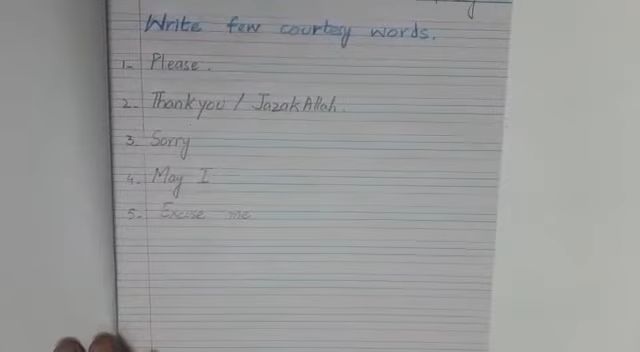 Write few courtesy words.
1- Please.
2. Thank you / JazakAllah.
3. Sorry
4. May I
5. Excuse me